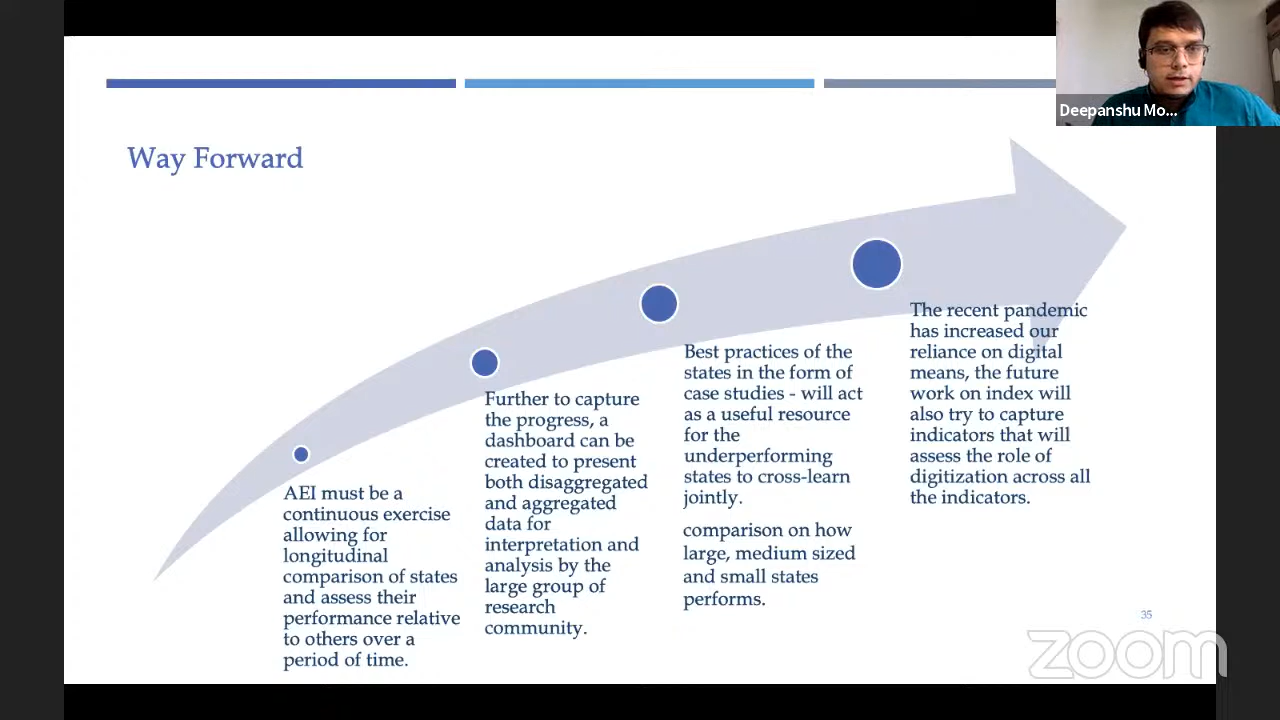 Deepanshu Mo...
Way Forward
AEI must be a
continuous exercise
allowing for
longitudinal
comparison of states
and assess their
performance relative
to others over a
period of time.
Further to capture
the progress, a
dashboard can be
created to present
both disaggregated
and aggregated
data for
interpretation and
analysis by the
large group of
research
community.
Best practices of the
states in the form of
case studies - will act
as a useful resource
for the
underperforming
states to cross-learn
jointly.
comparison on how
large, medium sized
and small states
performs.
The recent pandemic
has increased our
reliance on digital
means, the future
work on index will
also try to capture
indicators that will
assess the role of
digitization across all
the indicators.
35
zoom